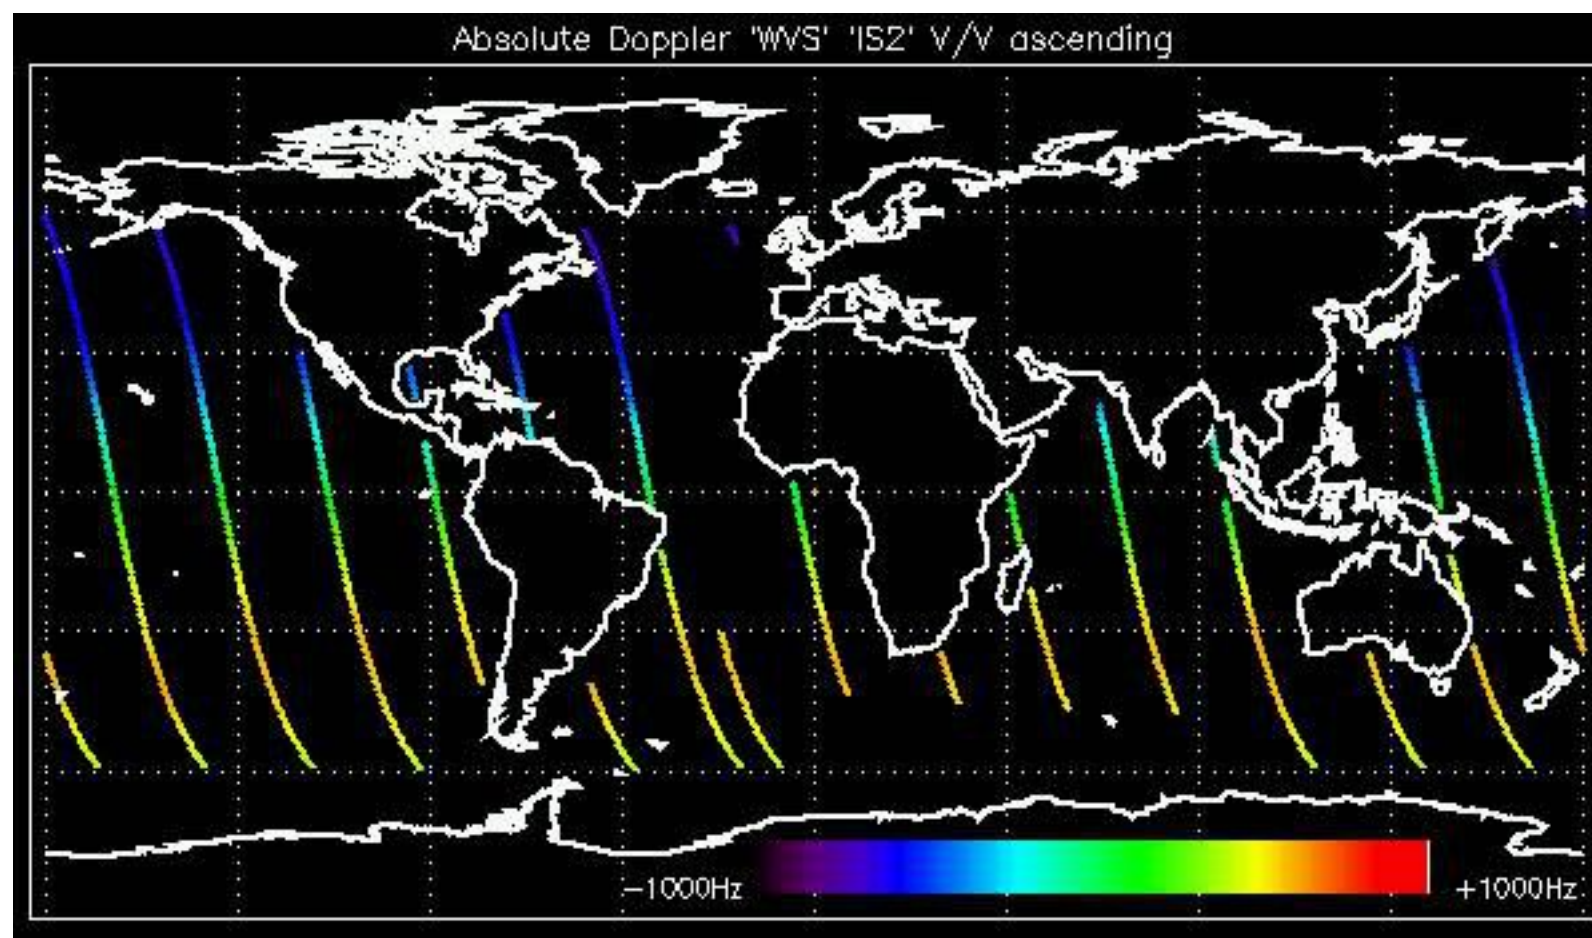 Absolute Doppler 'WVS' 'IS2' V/V ascending
−1000Hz
+1000Hz